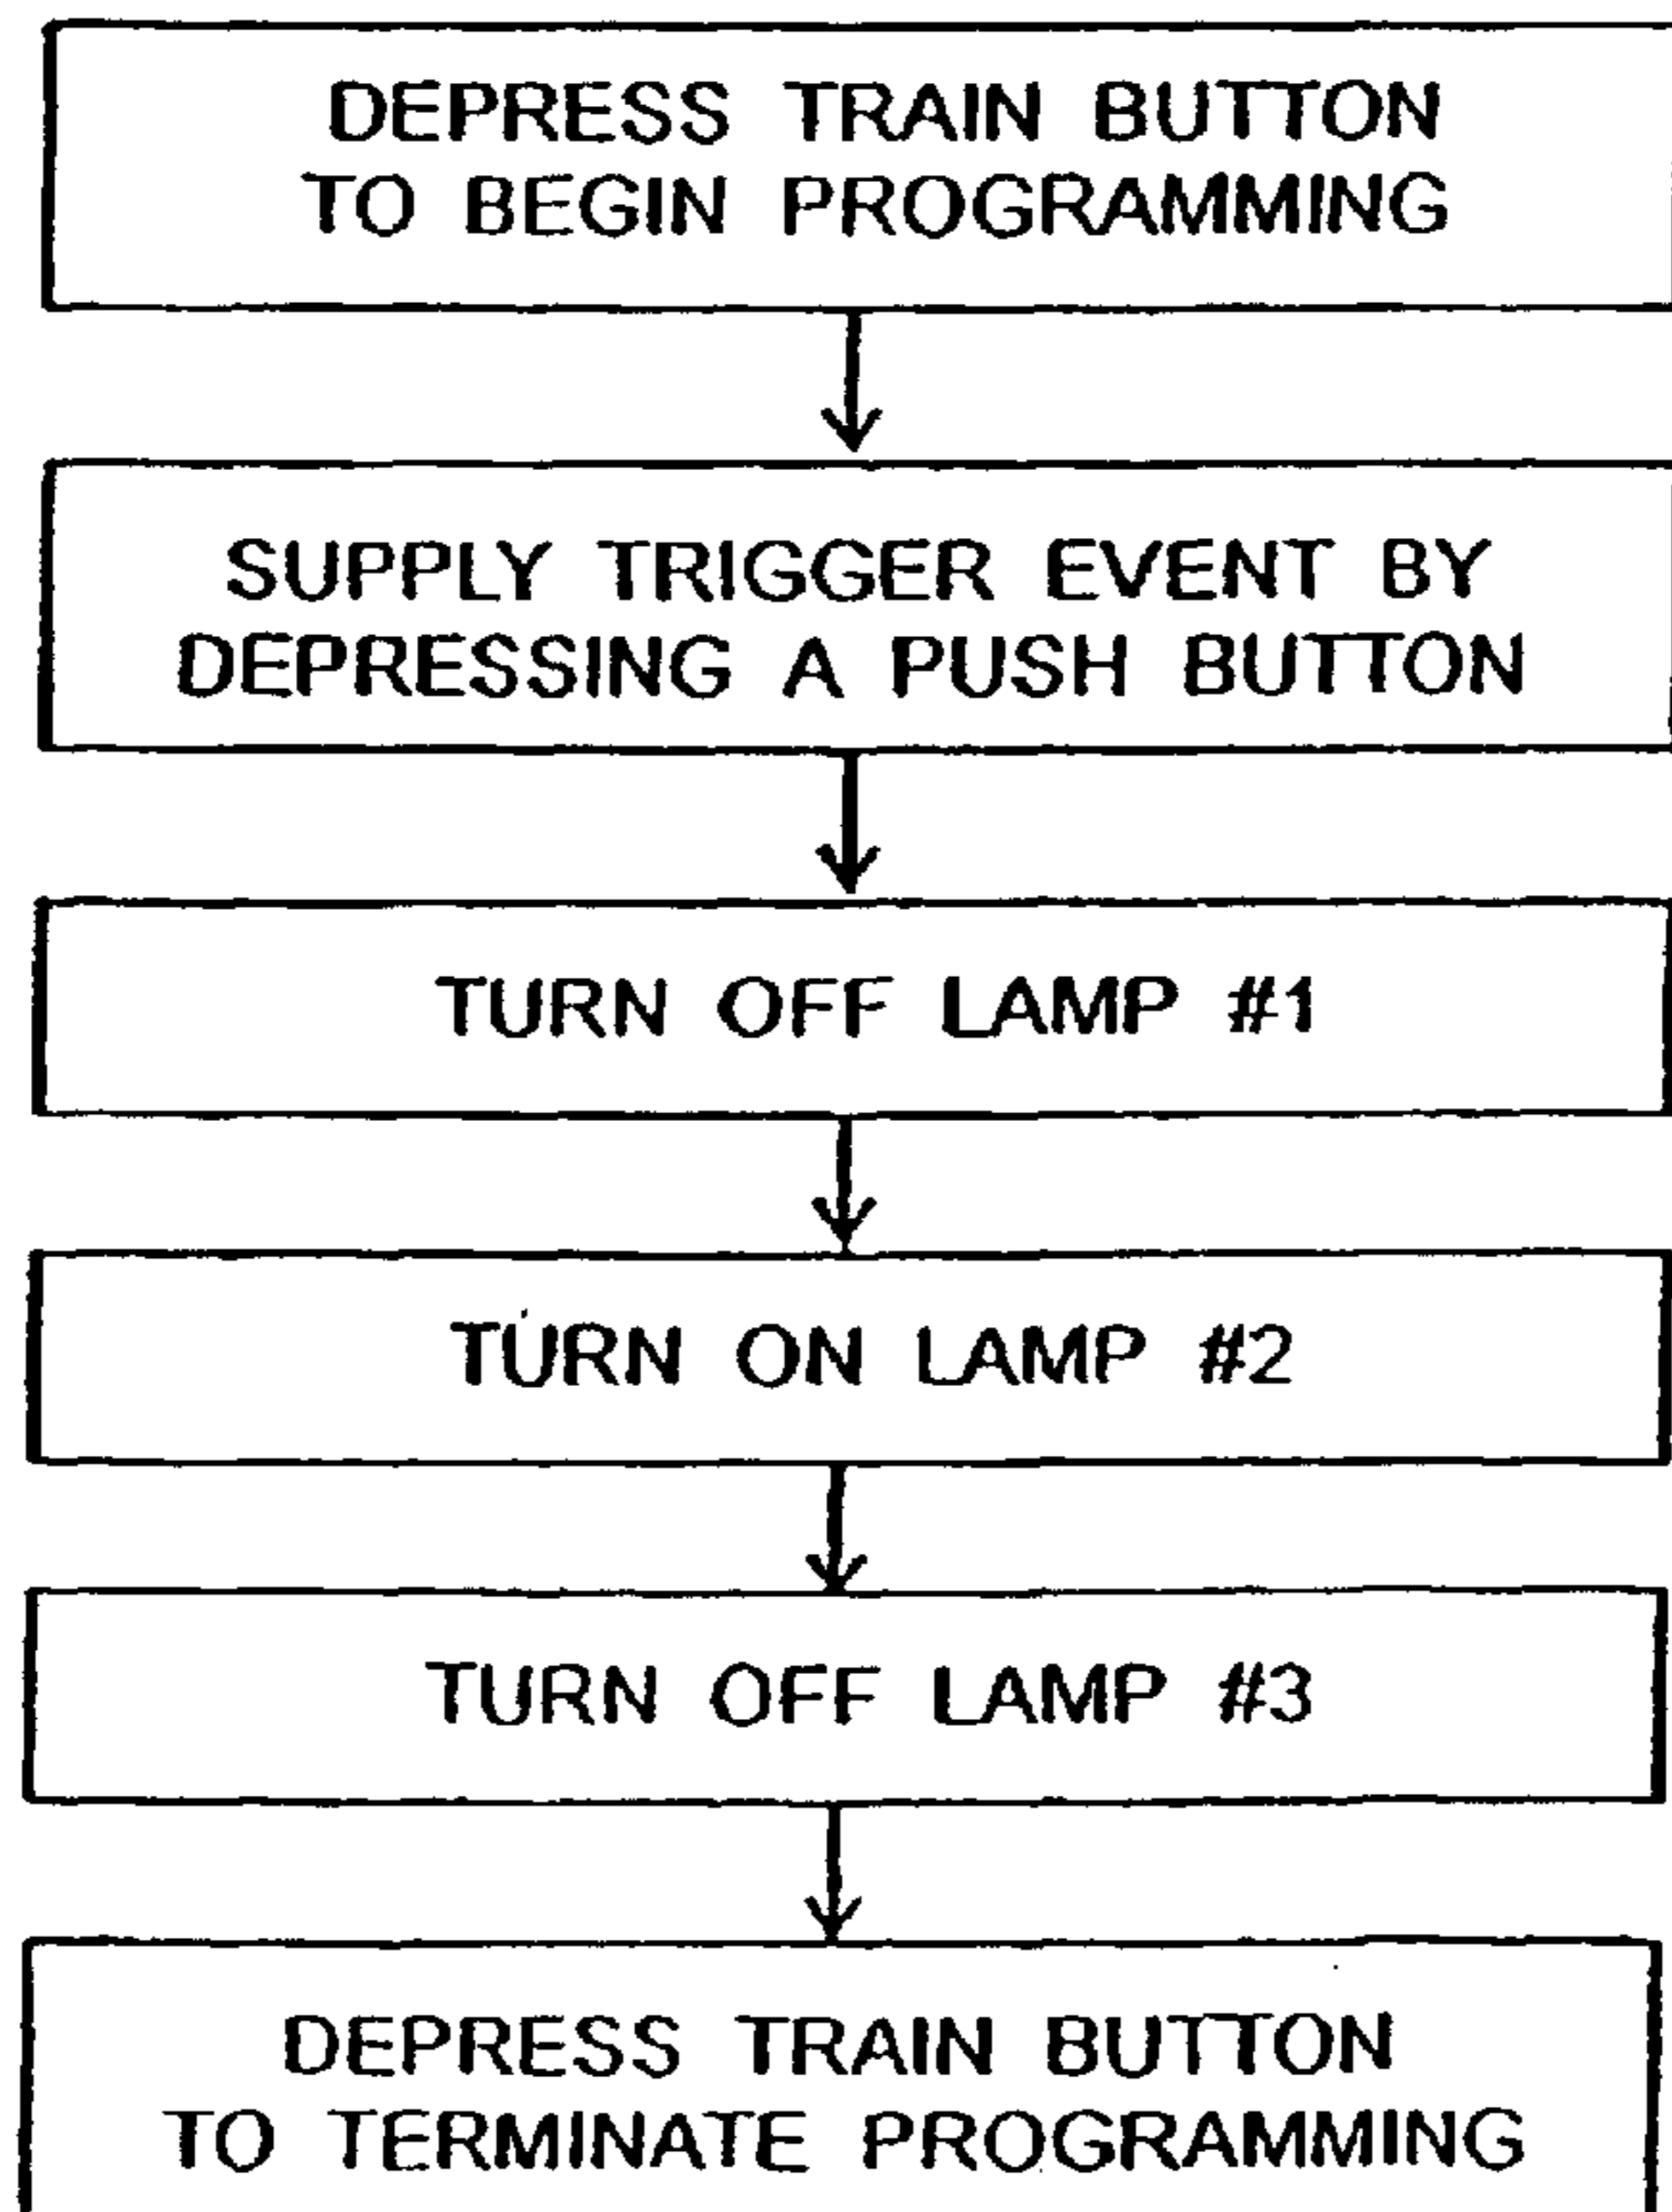 DEPRESS TRAIN BUTTON
TO BEGIN PROGRAMMING
SUPPLY TRIGGER EVENT BY
DEPRESSING A PUSH BUTTON
TURN OFF LAMP #1
TURN ON LAMP #2
TURN OFF LAMP #3
DEPRESS TRAIN BUTTON
TO TERMINATE PROGRAMMING